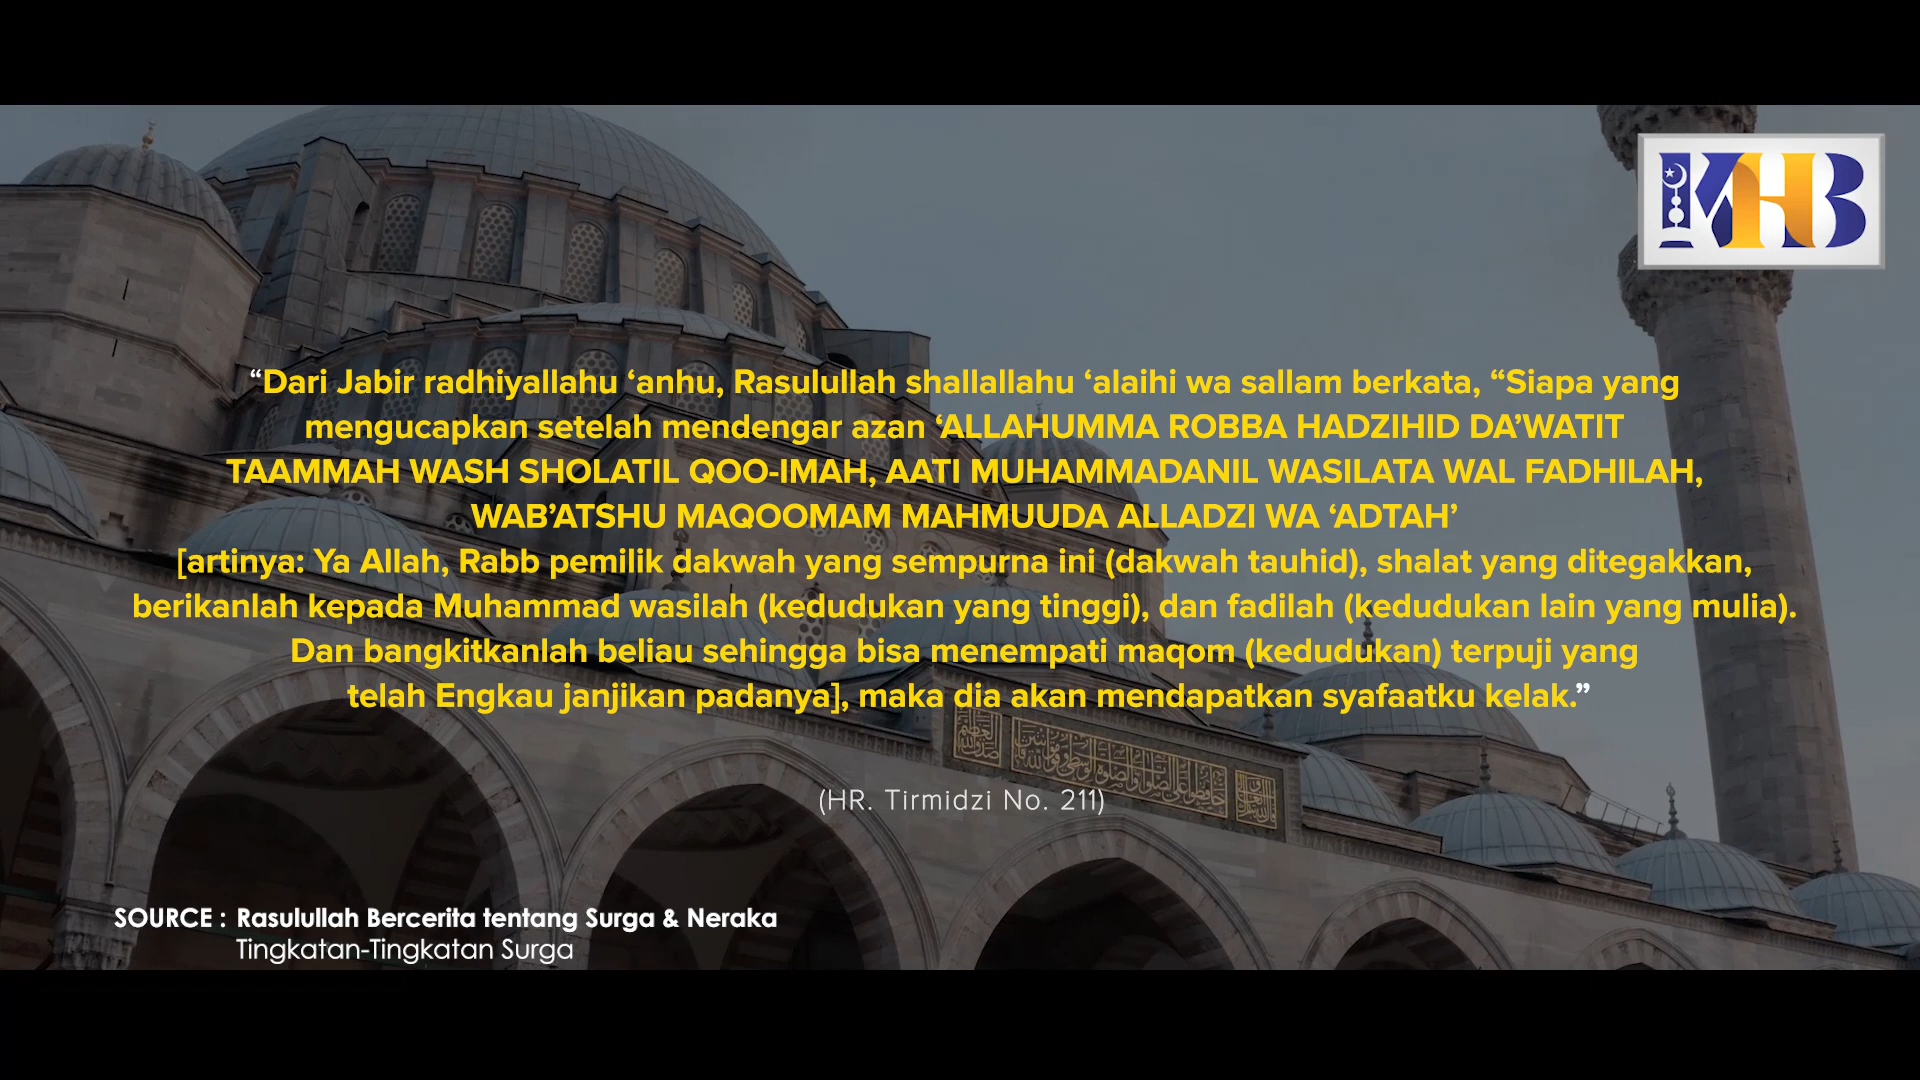 KHB
“Dari Jabir radhiyallahu ‘anhu, Rasulullah shallallahu ‘alaihi wa sallam berkata, “Siapa yang
mengucapkan setelah mendengar azan ‘ALLAHUMMA ROBBA HADZIHID DA’WATIT
TAAMMAH WASH SHOLATIL QOO-IMAH, AATI MUHAMMADANIL WASILATA WAL FADHILAH,
WAB’ATSHU MAQOOMAM MAHMUUDA ALLADZI WA ‘ADTAH’
[artinya: Ya Allah, Rabb pemilik dakwah yang sempurna ini (dakwah tauhid), shalat yang ditegakkan,
berikanlah kepada Muhammad wasilah (kedudukan yang tinggi), dan fadilah (kedudukan lain yang mulia).
Dan bangkitkanlah beliau sehingga bisa menempati maqom (kedudukan) terpuji yang
telah Engkau janjikan padanya], maka dia akan mendapatkan syafaatku kelak.”
(HR. Tirmidzi No. 211)
SOURCE : Rasulullah Bercerita tentang Surga & Neraka
Tingkatan-Tingkatan Surga